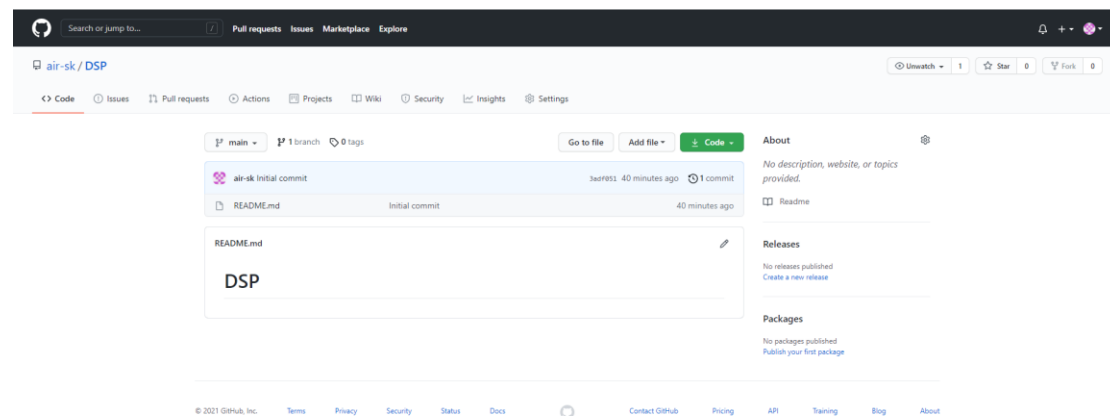 Search or jump to... / Pull requests Issues Marketplace Explore
air-sk / DSP Unwatch 1 Star 0 Fork 0
Code Issues Pull requests Actions Projects Wiki Security Insights Settings
main 1 branch 0 tags Go to file Add file Code About
No description, website, or topics provided.
air-sk Initial commit 3adf051 40 minutes ago 1 commit
README.md Initial commit 40 minutes ago
Readme
README.md
DSP
Releases
No releases published
Create a new release
Packages
No packages published
Publish your first package
© 2021 GitHub, Inc. Terms Privacy Security Status Docs Contact GitHub Pricing API Training Blog About